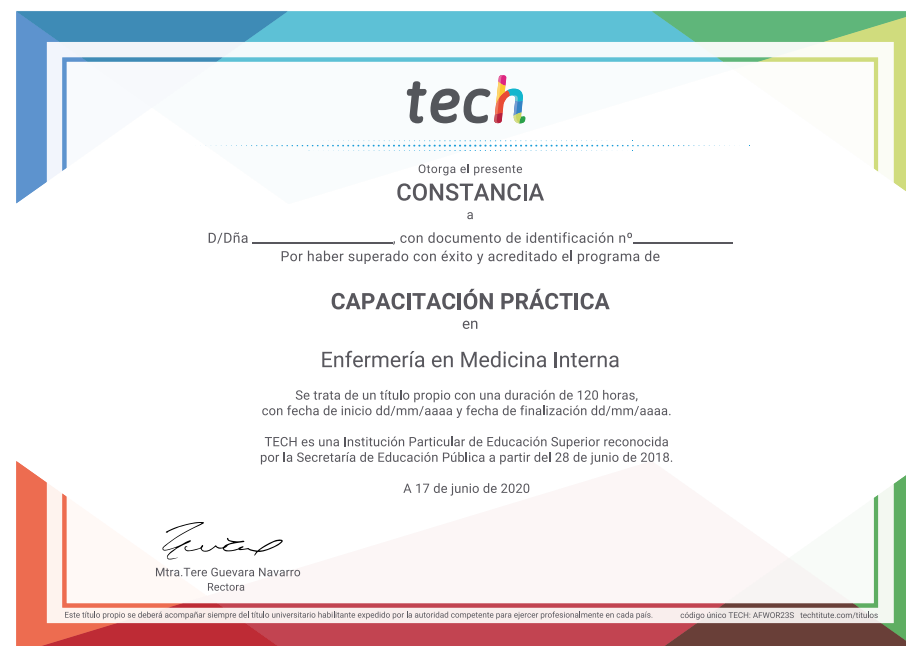 tech
Otorga el presente
CONSTANCIA
a
D/Dña ____________________, con documento de identificación nº______________
Por haber superado con éxito y acreditado el programa de
CAPACITACIÓN PRÁCTICA
en
Enfermería en Medicina Interna
Se trata de un título propio con una duración de 120 horas,
con fecha de inicio dd/mm/aaaa y fecha de finalización dd/mm/aaaa.
TECH es una Institución Particular de Educación Superior reconocida
por la Secretaría de Educación Pública a partir del 28 de junio de 2018.
A 17 de junio de 2020
Mtra.Tere Guevara Navarro
Rectora
Este título propio se deberá acompañar siempre del título universitario habilitante expedido por la autoridad competente para ejercer profesionalmente en cada país. código único TECH: AFWOR23S techtitute.com/titulos